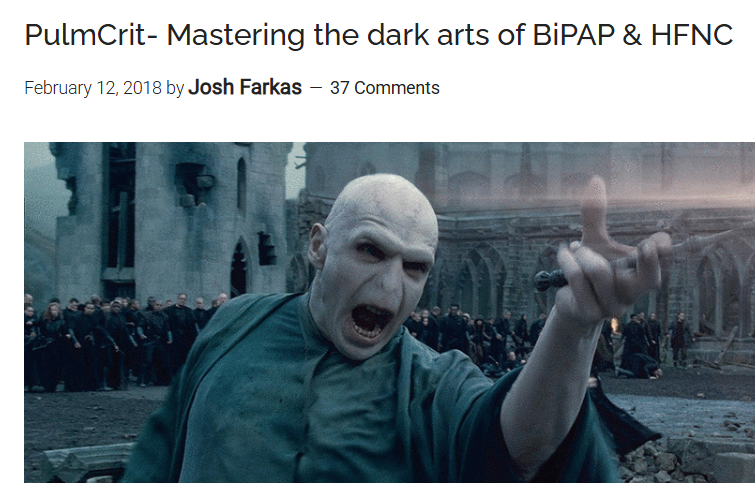 PulmCrit- Mastering the dark arts of BiPAP & HFNC
February 12, 2018 by Josh Farkas — 37 Comments